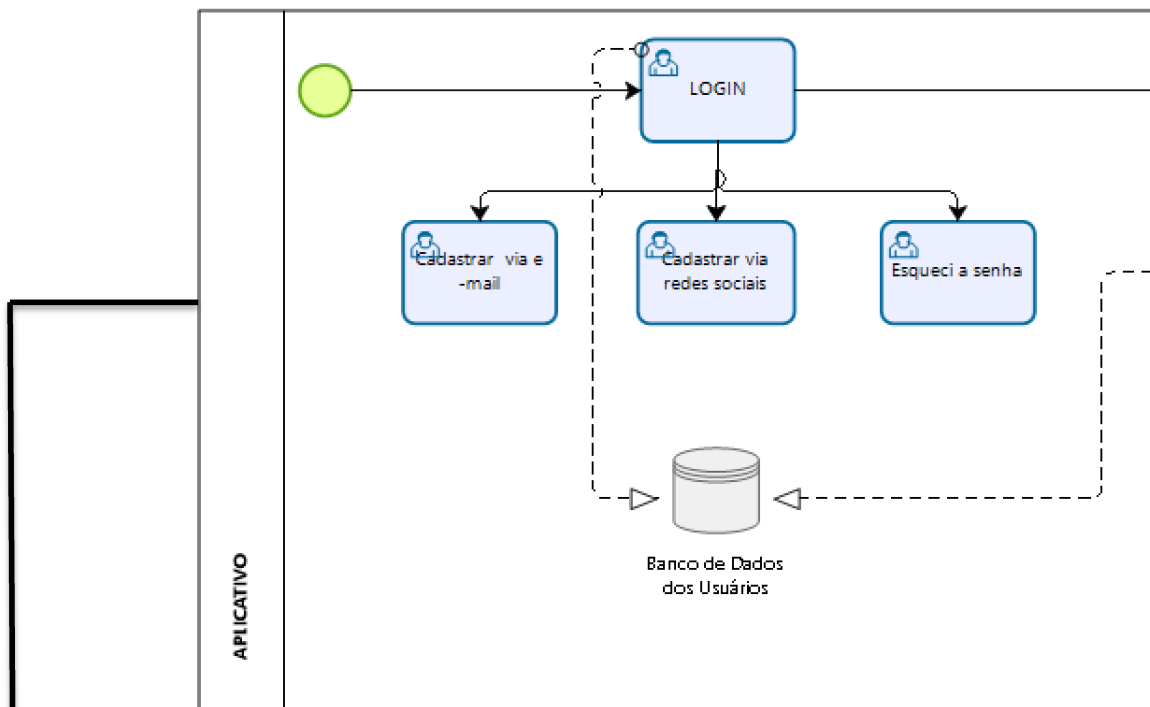 LOGIN
Cadastrar via e
-mail
Cadastrar via
redes sociais
Esqueci a senha
Banco de Dados
dos Usuários
APLICATIVO